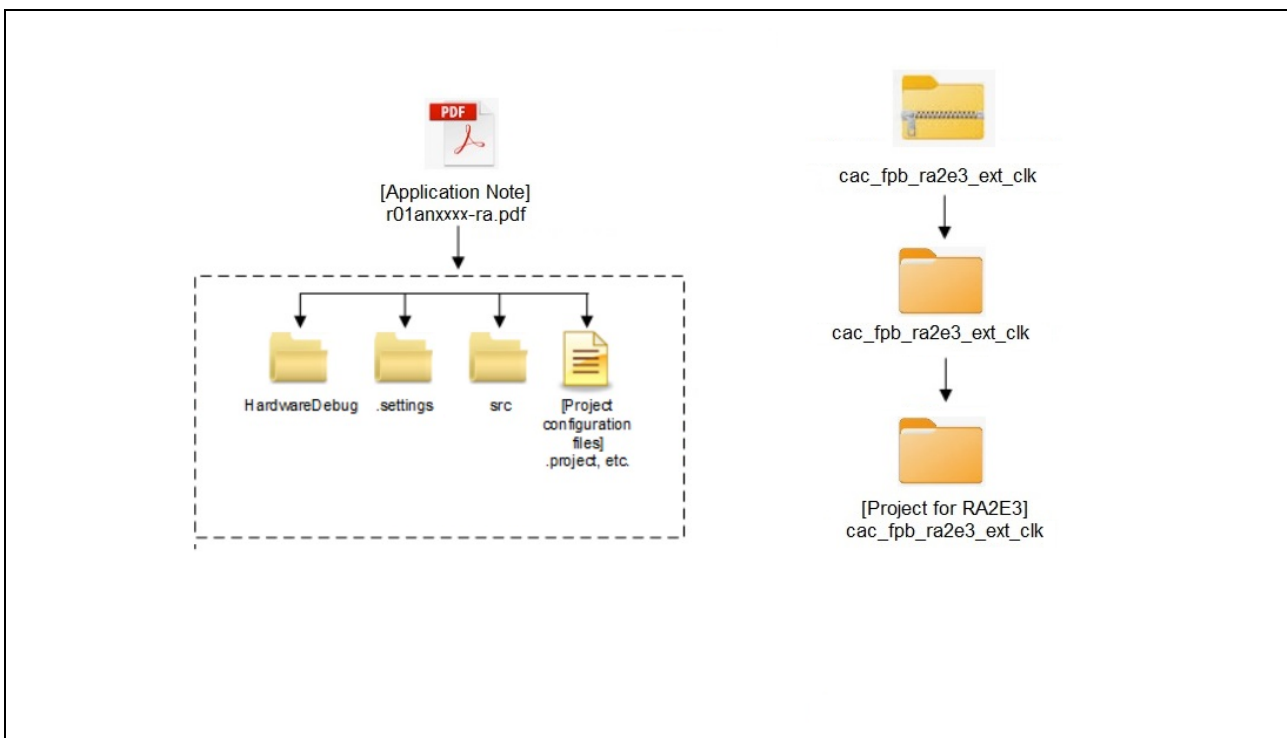 PDF
[Application Note]
r01anxxxx-ra.pdf
HardwareDebug
.settings
src
[Project
configuration
files]
.project, etc.
cac_fpb_ra2e3_ext_clk
cac_fpb_ra2e3_ext_clk
[Project for RA2E3]
cac_fpb_ra2e3_ext_clk